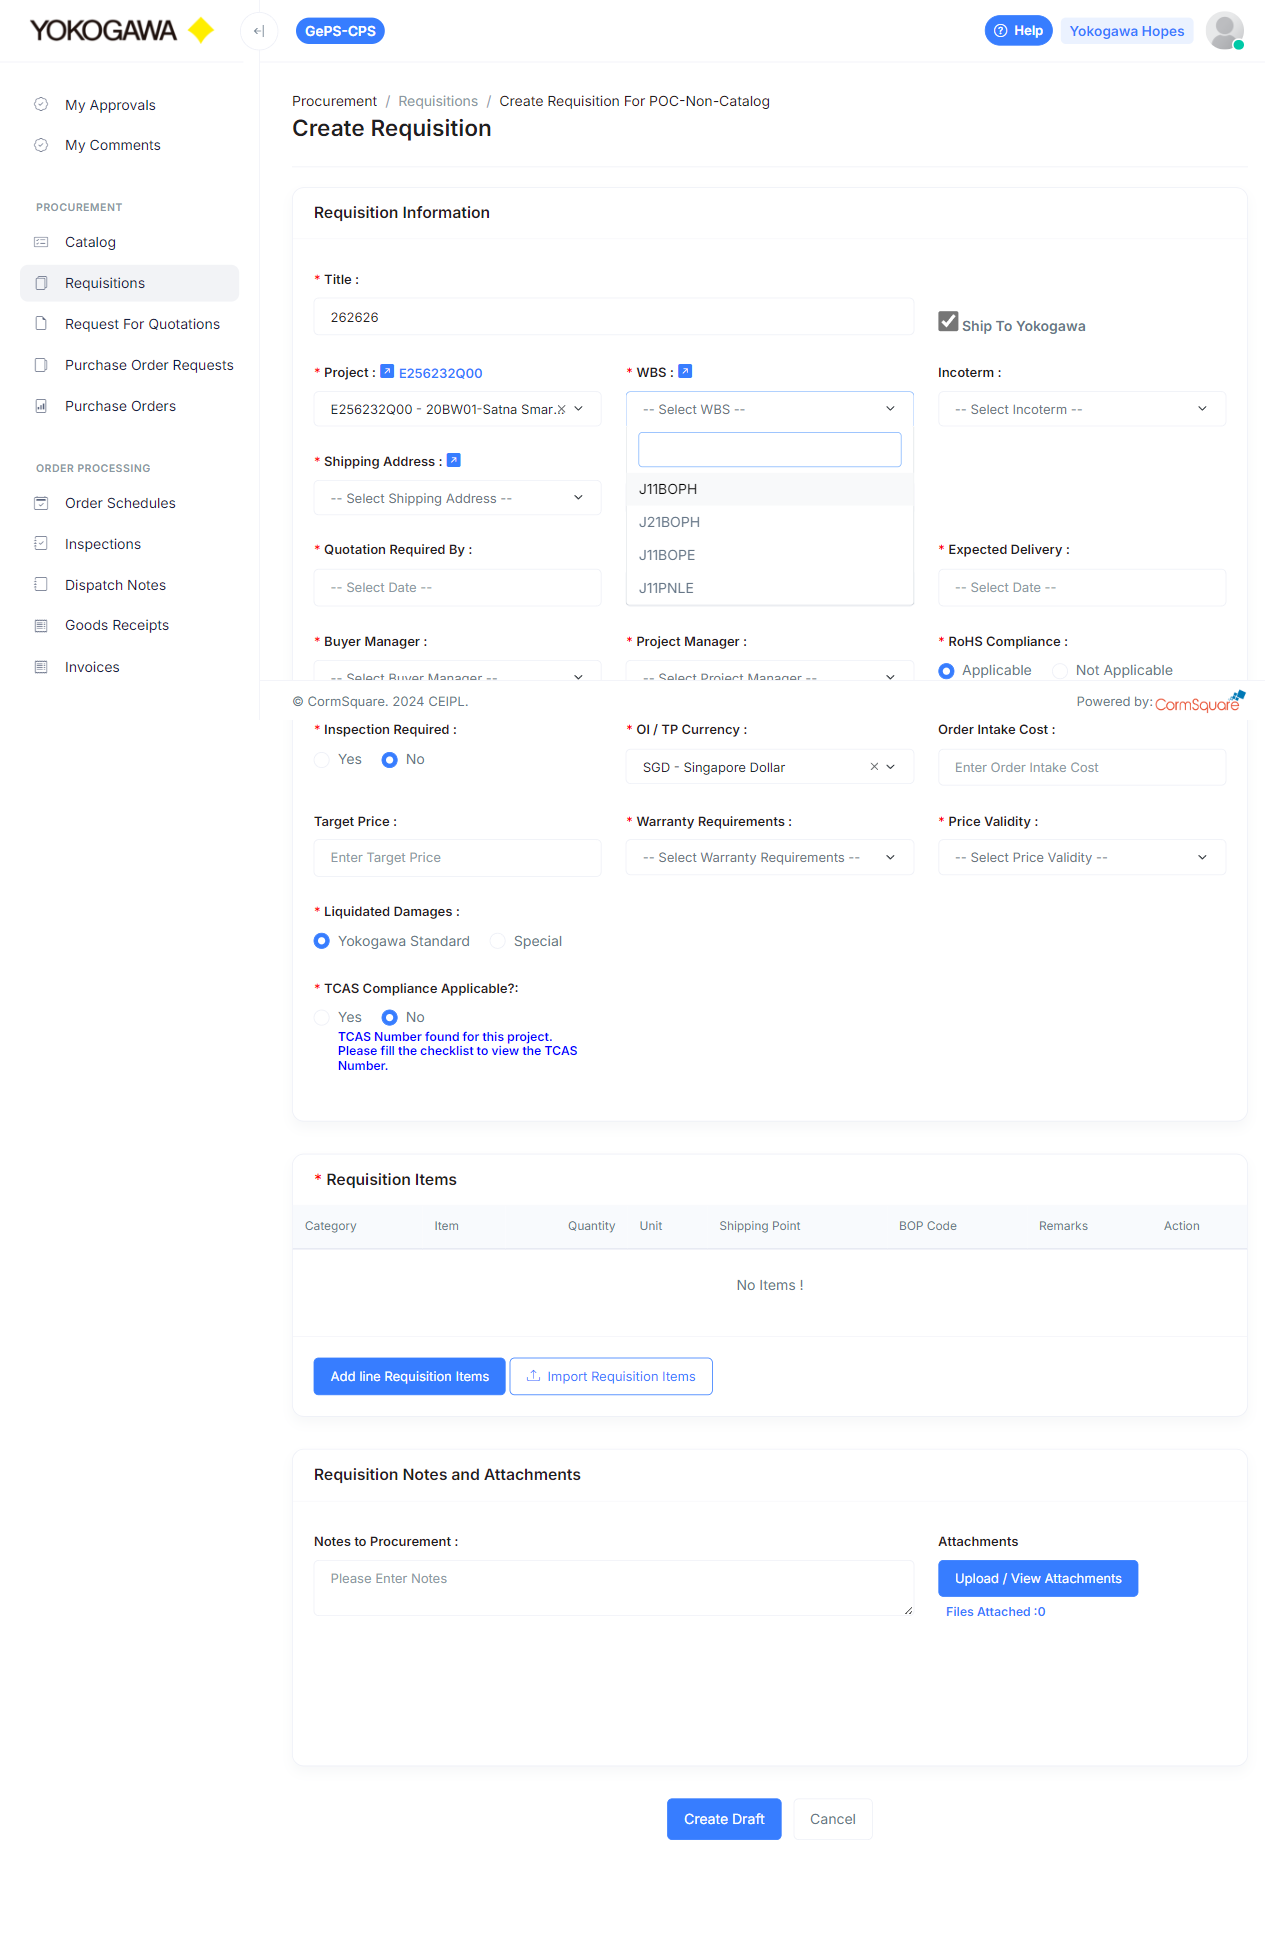 YOKOGAWA
GePS-CPS
Help
Yokogawa Hopes
My Approvals
My Comments
PROCUREMENT
Catalog
Requisitions
Request For Quotations
Purchase Order Requests
Purchase Orders
ORDER PROCESSING
Order Schedules
Inspections
Dispatch Notes
Goods Receipts
Invoices
Procurement / Requisitions / Create Requisition For POC-Non-Catalog
Create Requisition
Requisition Information
* Title :
262626
Ship To Yokogawa
* Project : E256232Q00
E256232Q00 - 20BW01-Satna Smar...
* WBS :
-- Select WBS --
J11BOPH
J21BOPH
J11BOPE
J11PNLE
Incoterm :
-- Select Incoterm --
* Shipping Address :
-- Select Shipping Address --
* Quotation Required By :
-- Select Date --
* Expected Delivery :
-- Select Date --
* Buyer Manager :
-- Select Buyer Manager --
* Project Manager :
-- Select Project Manager --
* RoHS Compliance :
Applicable Not Applicable
© CormSquare. 2024 CEIPL.
Powered by: CormSquare
* Inspection Required :
Yes No
* OI / TP Currency :
SGD - Singapore Dollar
Order Intake Cost :
Enter Order Intake Cost
Target Price :
Enter Target Price
* Warranty Requirements :
-- Select Warranty Requirements --
* Price Validity :
-- Select Price Validity --
* Liquidated Damages :
Yokogawa Standard Special
* TCAS Compliance Applicable?:
Yes No
TCAS Number found for this project.
Please fill the checklist to view the TCAS
Number.
* Requisition Items
Category Item Quantity Unit Shipping Point BOP Code Remarks Action
No Items !
Add line Requisition Items
Import Requisition Items
Requisition Notes and Attachments
Notes to Procurement :
Please Enter Notes
Attachments
Upload / View Attachments
Files Attached :0
Create Draft
Cancel